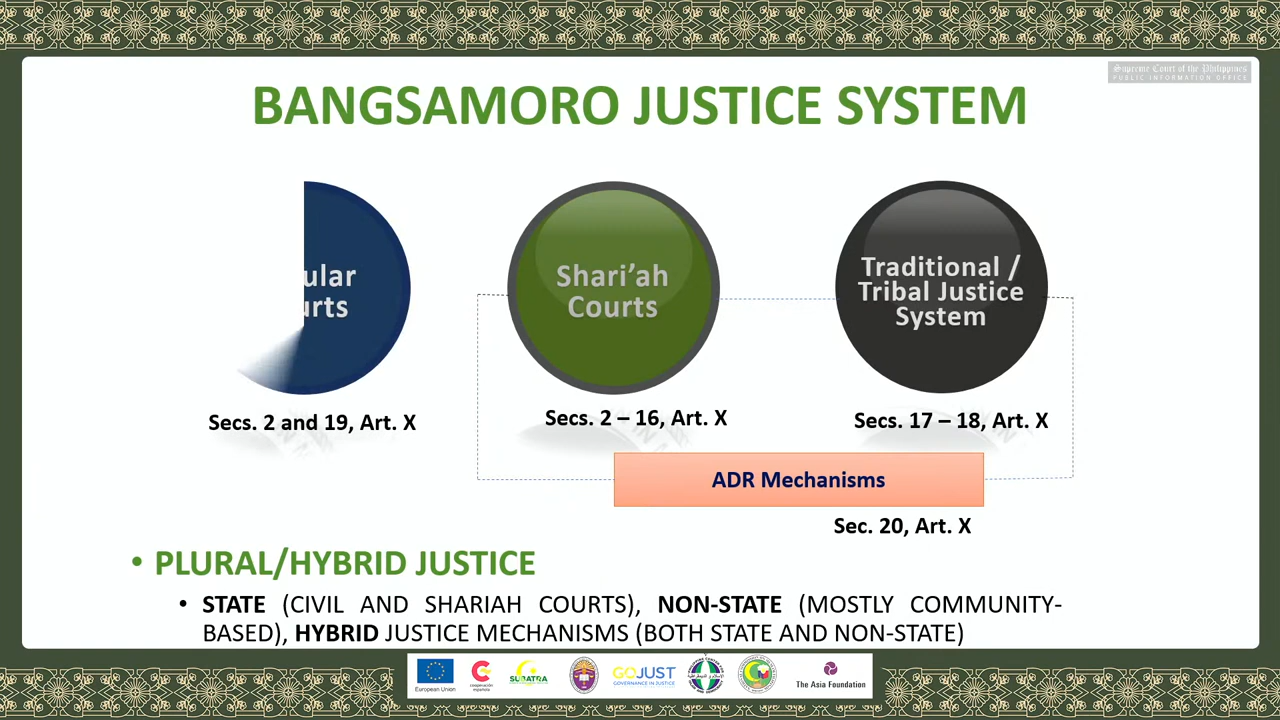 Supreme Court of the Philippines
PUBLIC INFORMATION OFFICE
BANGSAMORO JUSTICE SYSTEM
ular
urts
Shari’ah
Courts
Traditional /
Tribal Justice
System
Secs. 2 and 19, Art. X
Secs. 2 – 16, Art. X
Secs. 17 – 18, Art. X
ADR Mechanisms
Sec. 20, Art. X
• PLURAL/HYBRID JUSTICE
• STATE (CIVIL AND SHARIAH COURTS), NON-STATE (MOSTLY COMMUNITY-
BASED), HYBRID JUSTICE MECHANISMS (BOTH STATE AND NON-STATE)
European Union
cooperación
española
SUBATRA
GOJUST
GOVERNANCE IN JUSTICE
The Asia Foundation